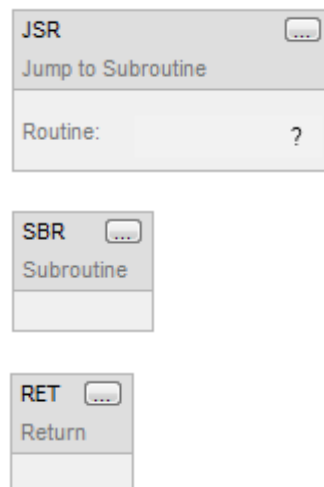 JSR ...
Jump to Subroutine
Routine: ?
SBR ...
Subroutine
RET ...
Return